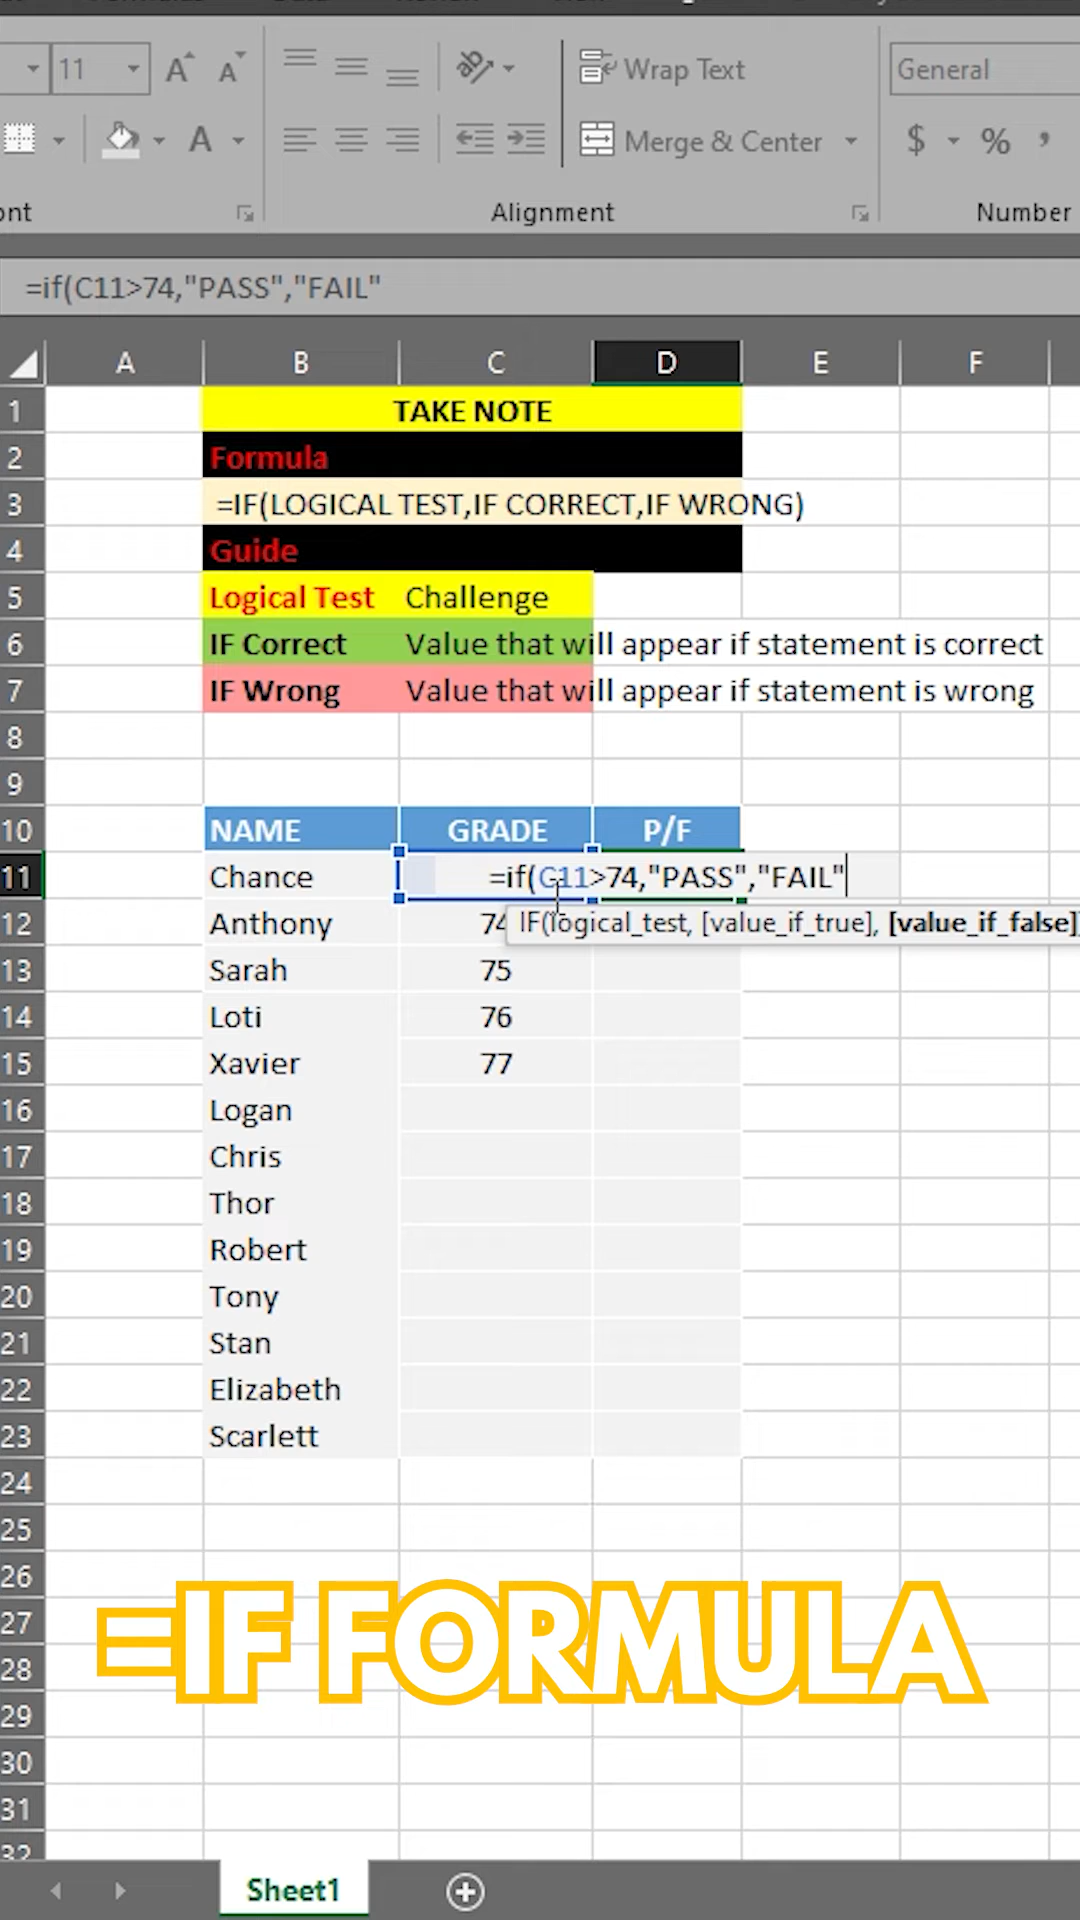 11
Wrap Text
General
Merge & Center
$ % ,
Alignment
Number
=if(C11>74,"PASS","FAIL"
A B C D E F
1 TAKE NOTE
2 Formula
3 =IF(LOGICAL TEST,IF CORRECT,IF WRONG)
4 Guide
5 Logical Test Challenge
6 IF Correct Value that will appear if statement is correct
7 IF Wrong Value that will appear if statement is wrong
8
9
10 NAME GRADE P/F
11 Chance =if(C11>74,"PASS","FAIL"
12 Anthony 74 IF(logical_test, [value_if_true], [value_if_false]
13 Sarah 75
14 Loti 76
15 Xavier 77
16 Logan
17 Chris
18 Thor
19 Robert
20 Tony
21 Stan
22 Elizabeth
23 Scarlett
24
25
26
=IF FORMULA
27
28
29
30
31
32
Sheet1